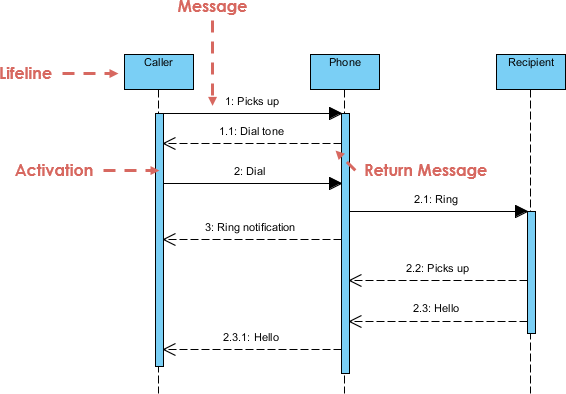 Message
Caller
Phone
Recipient
Lifeline
1: Picks up
1.1: Dial tone
Activation
2: Dial
Return Message
2.1: Ring
3: Ring notification
2.2: Picks up
2.3: Hello
2.3.1: Hello